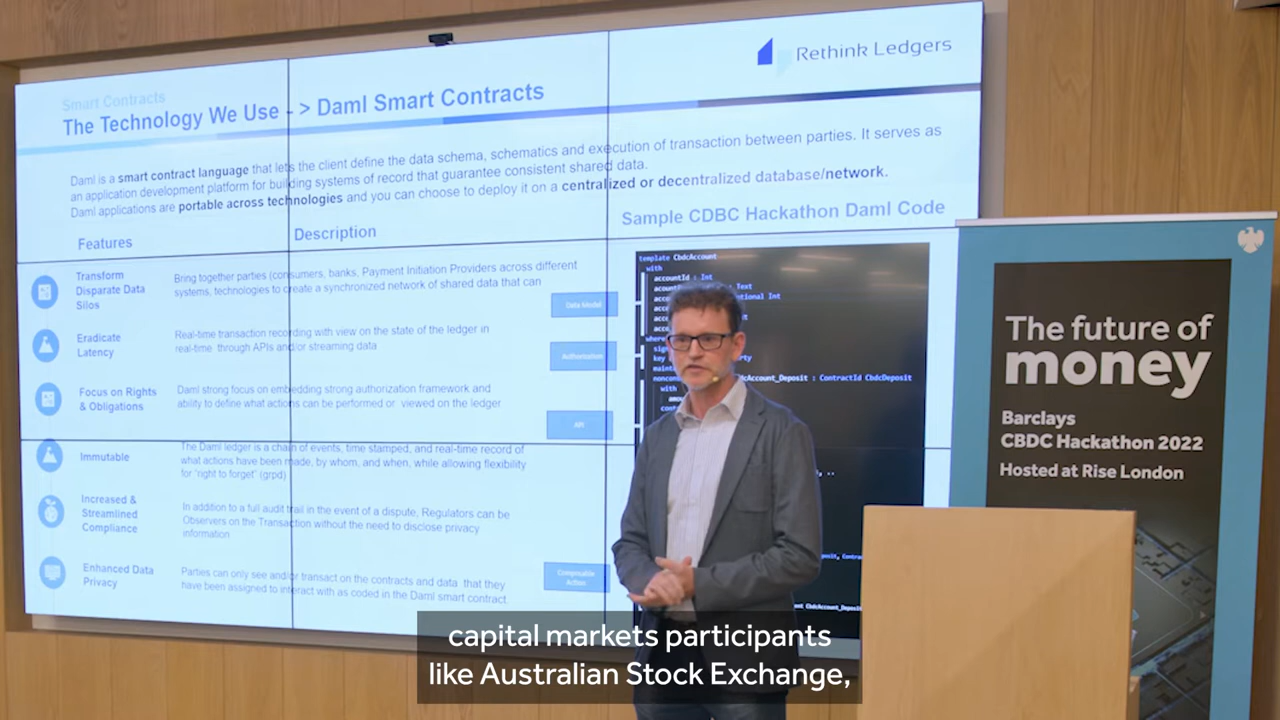 Rethink Ledgers
Smart Contracts
The Technology We Use - > Daml Smart Contracts
Daml is a smart contract language that lets the client define the data schema, schematics and execution of transaction between parties. It serves as
an application development platform for building systems of record that guarantee consistent shared data.
Daml applications are portable across technologies and you can choose to deploy it on a centralized or decentralized database/network.
Features
Description
Sample CDBC Hackathon Daml Code
Transform
Disparate Data
Silos
Bring together parties (consumers, banks, Payment Initiation Providers across different
systems, technologies to create a synchronized network of shared data that can
Data Model
Eradicate
Latency
Real-time transaction recording with view on the state of the ledger in
real-time through APIs and/or streaming data
Authorization
Focus on Rights
& Obligations
Daml strong focus on embedding strong authorization framework and
ability to define what actions can be performed or viewed on the ledger
API
Immutable
The Daml ledger is a chain of events, time stamped, and real-time record of
what actions have been made, by whom, and when, while allowing flexibility
for "right to forget" (grpd)
Increased &
Streamlined
Compliance
In addition to a full audit trail in the event of a dispute, Regulators can be
Observers on the Transaction without the need to disclose privacy
information
Enhanced Data
Privacy
Parties can only see and/or transact on the contracts and data that they
have been assigned to interact with as coded in the Daml smart contract.
Composable
Action
template CbdcAccount
with
accountId : Int
Text
Int
where
key
CbdcAccount_Deposit : ContractId CbdcDeposit
with
The future of
money
Barclays
CBDC Hackathon 2022
Hosted at Rise London
capital markets participants
like Australian Stock Exchange,